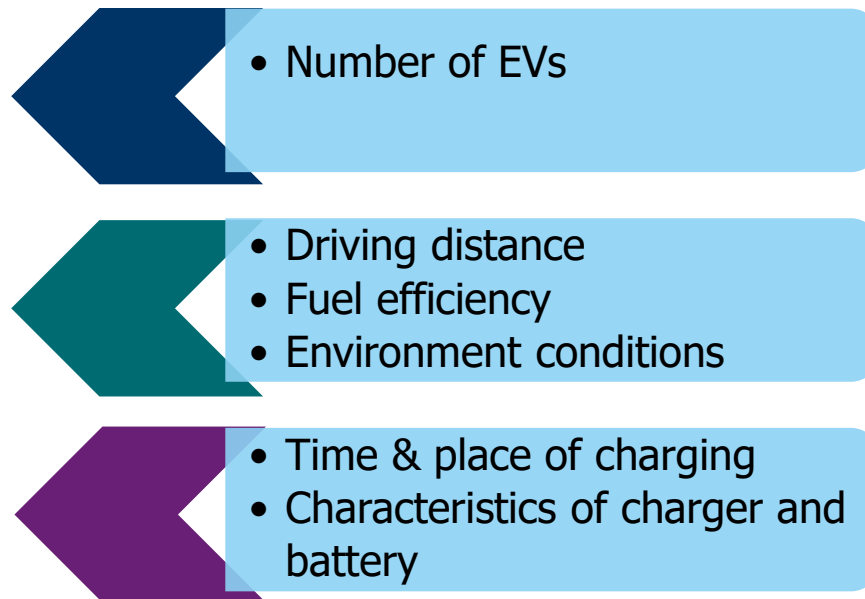 • Number of EVs
• Driving distance
• Fuel efficiency
• Environment conditions
• Time & place of charging
• Characteristics of charger and
battery